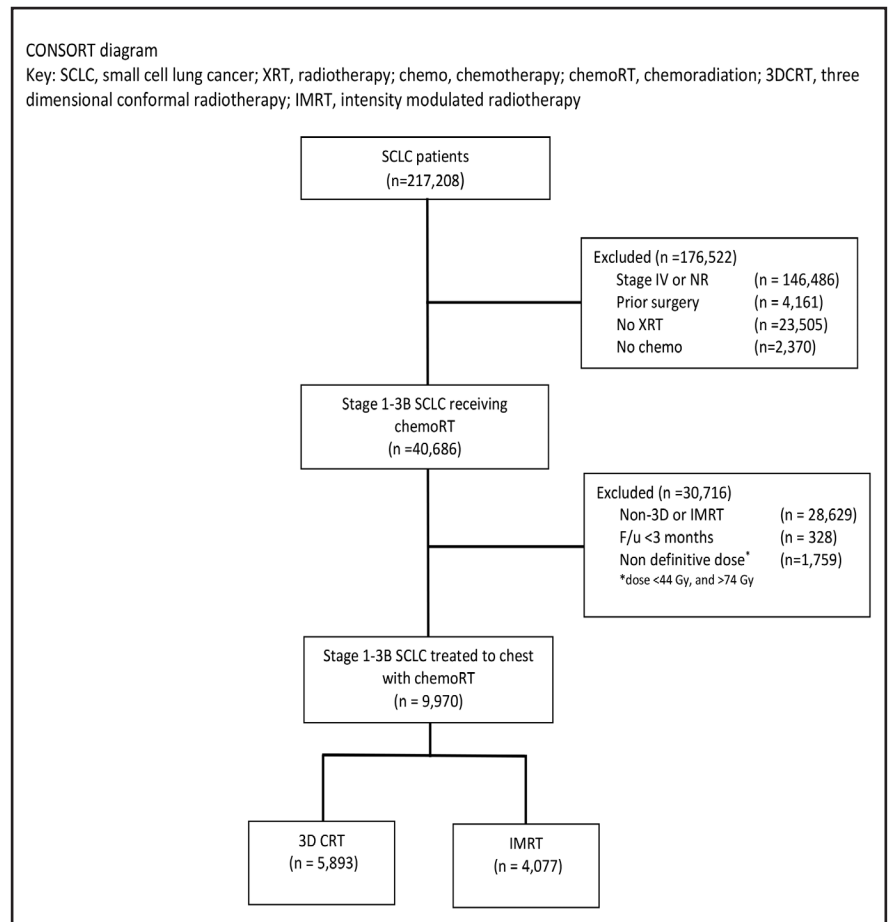 CONSORT diagram
Key: SCLC, small cell lung cancer; XRT, radiotherapy; chemo, chemotherapy; chemoRT, chemoradiation; 3DCRT, three
dimensional conformal radiotherapy; IMRT, intensity modulated radiotherapy
SCLC patients
(n=217,208)
Excluded (n =176,522)
Stage IV or NR (n = 146,486)
Prior surgery (n = 4,161)
No XRT (n =23,505)
No chemo (n=2,370)
Stage 1-3B SCLC receiving
chemoRT
(n =40,686)
Excluded (n =30,716)
Non-3D or IMRT (n = 28,629)
F/u <3 months (n = 328)
Non definitive dose* (n=1,759)
*dose <44 Gy, and >74 Gy
Stage 1-3B SCLC treated to chest
with chemoRT
(n = 9,970)
3D CRT
(n = 5,893)
IMRT
(n = 4,077)